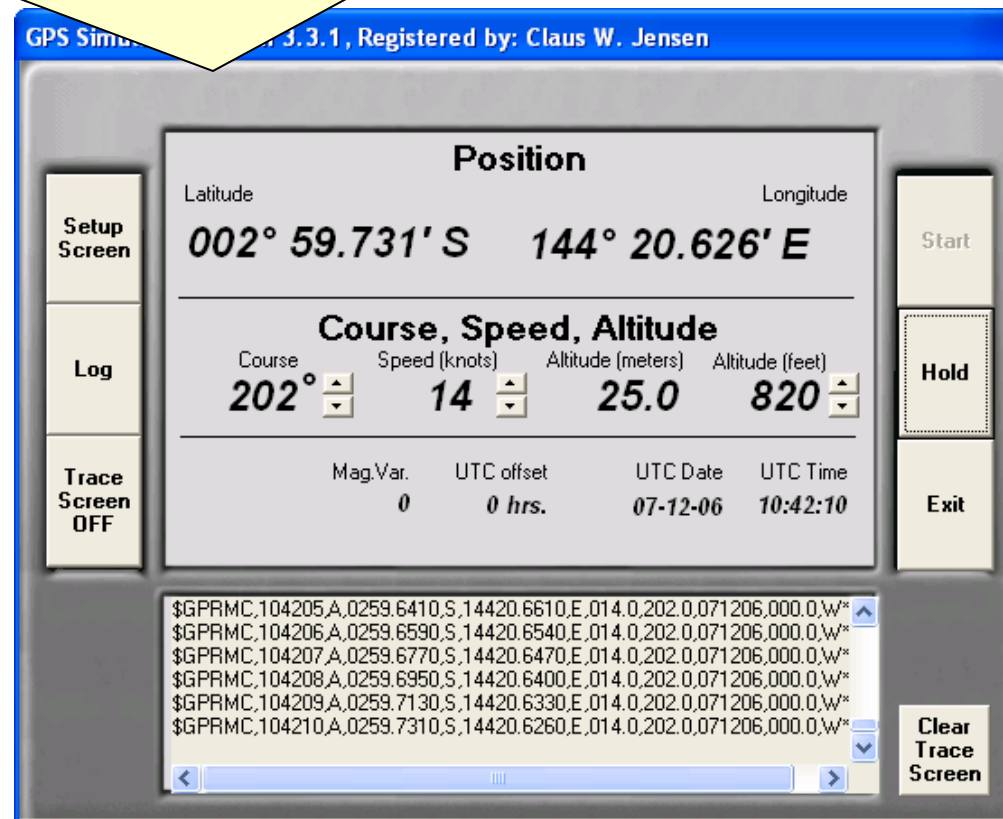 GPS Simu 3.3.1, Registered by: Claus W. Jensen
Position
Latitude Longitude
002° 59.731' S 144° 20.626' E
Course, Speed, Altitude
Course Speed (knots) Altitude (meters) Altitude (feet)
202° 14 25.0 820
Mag.Var. UTC offset UTC Date UTC Time
0 0 hrs. 07-12-06 10:42:10
Setup
Screen
Log
Trace
Screen
OFF
Start
Hold
Exit
$GPRMC,104205,A,0259.6410,S,14420.6610,E,014.0,202.0,071206,000.0,W*
$GPRMC,104206,A,0259.6590,S,14420.6540,E,014.0,202.0,071206,000.0,W*
$GPRMC,104207,A,0259.6770,S,14420.6470,E,014.0,202.0,071206,000.0,W*
$GPRMC,104208,A,0259.6950,S,14420.6400,E,014.0,202.0,071206,000.0,W*
$GPRMC,104209,A,0259.7130,S,14420.6330,E,014.0,202.0,071206,000.0,W*
$GPRMC,104210,A,0259.7310,S,14420.6260,E,014.0,202.0,071206,000.0,W*
Clear
Trace
Screen